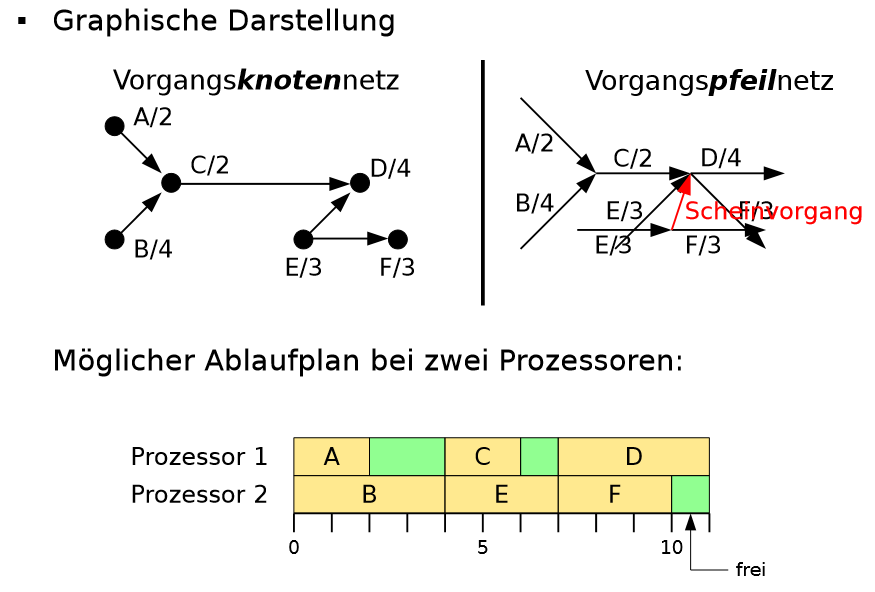 ▪ Graphische Darstellung
Vorgangsknotennetz
A/2
C/2
D/4
B/4
E/3
F/3
Vorgangspfeilnetz
A/2
C/2
D/4
B/4
E/3
F/3
Scheinvorgang
E/3
F/3
Möglicher Ablaufplan bei zwei Prozessoren:
Prozessor 1 A C D
Prozessor 2 B E F
0 5 10
frei